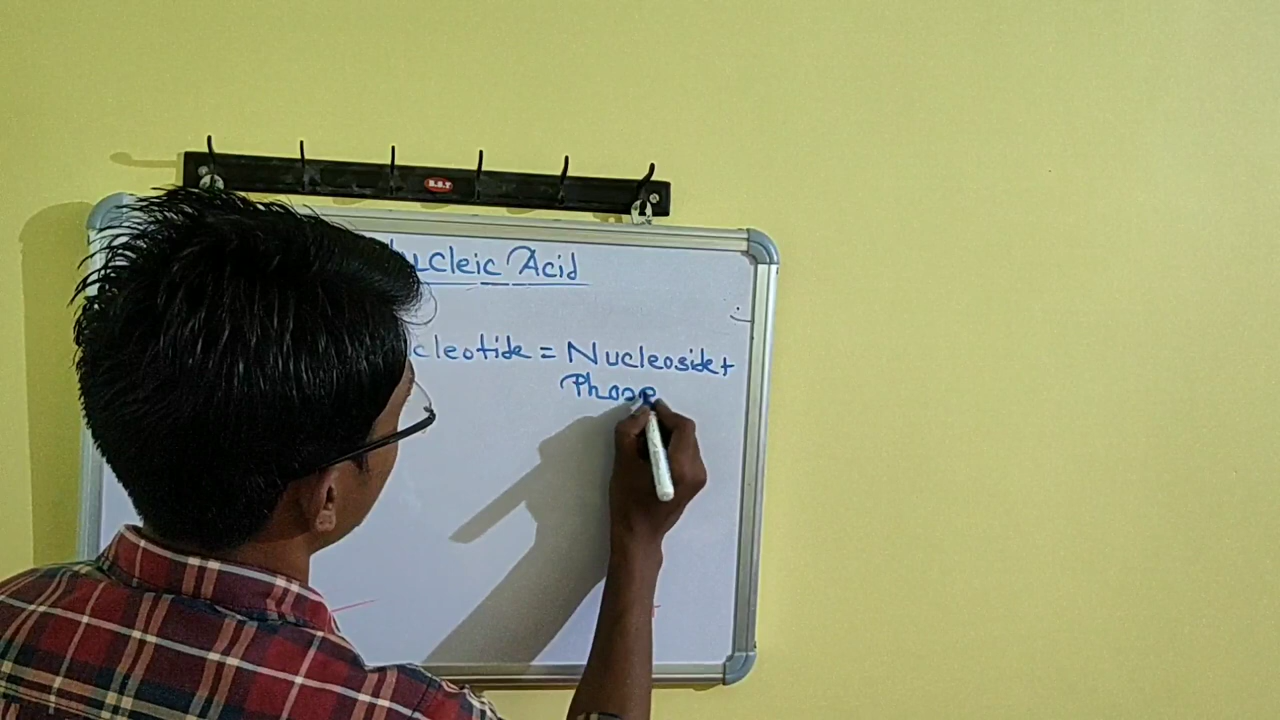 B.S.T
ucleic Acid
cleotide = Nucleoside +
Phosp